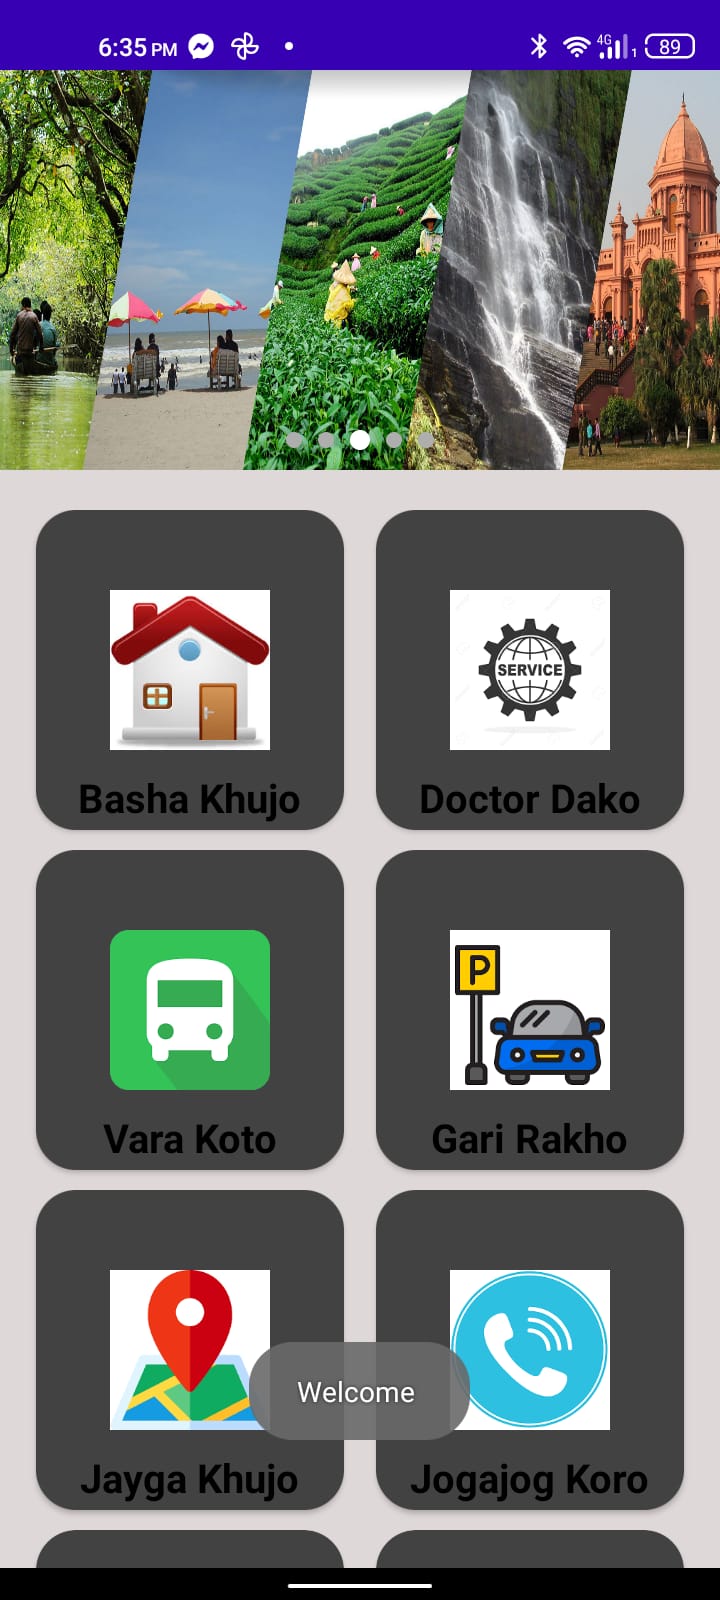 6:35 PM
4G
1
89
Basha Khujo
SERVICE
Doctor Dako
Vara Koto
P
Gari Rakho
Welcome
Jayga Khujo
Jogajog Koro